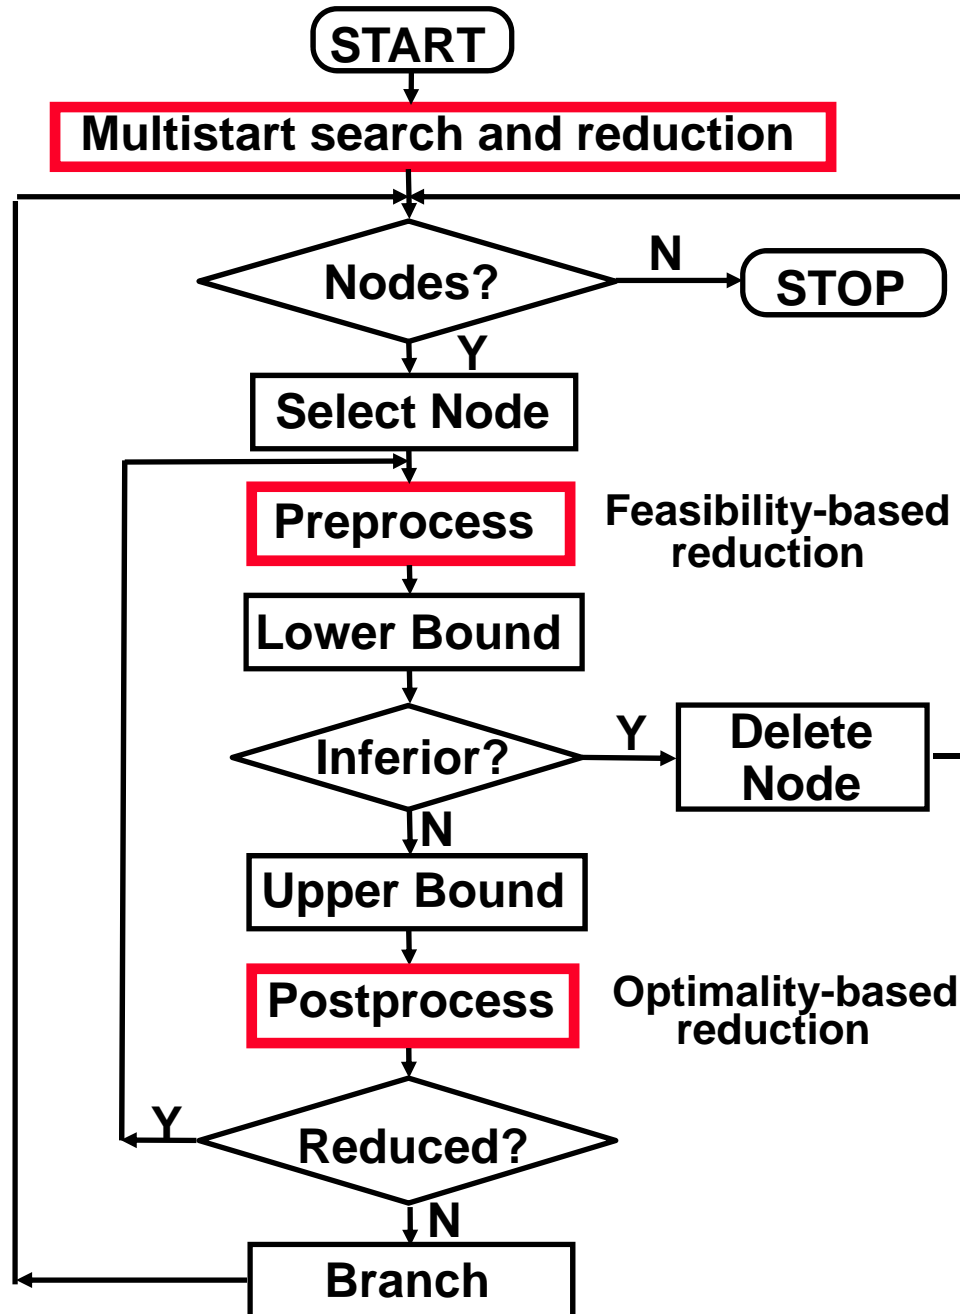 START
Multistart search and reduction
Nodes?
N
STOP
Y
Select Node
Preprocess
Feasibility-based
reduction
Lower Bound
Inferior?
Y
Delete
Node
N
Upper Bound
Postprocess
Optimality-based
reduction
Y
Reduced?
N
Branch